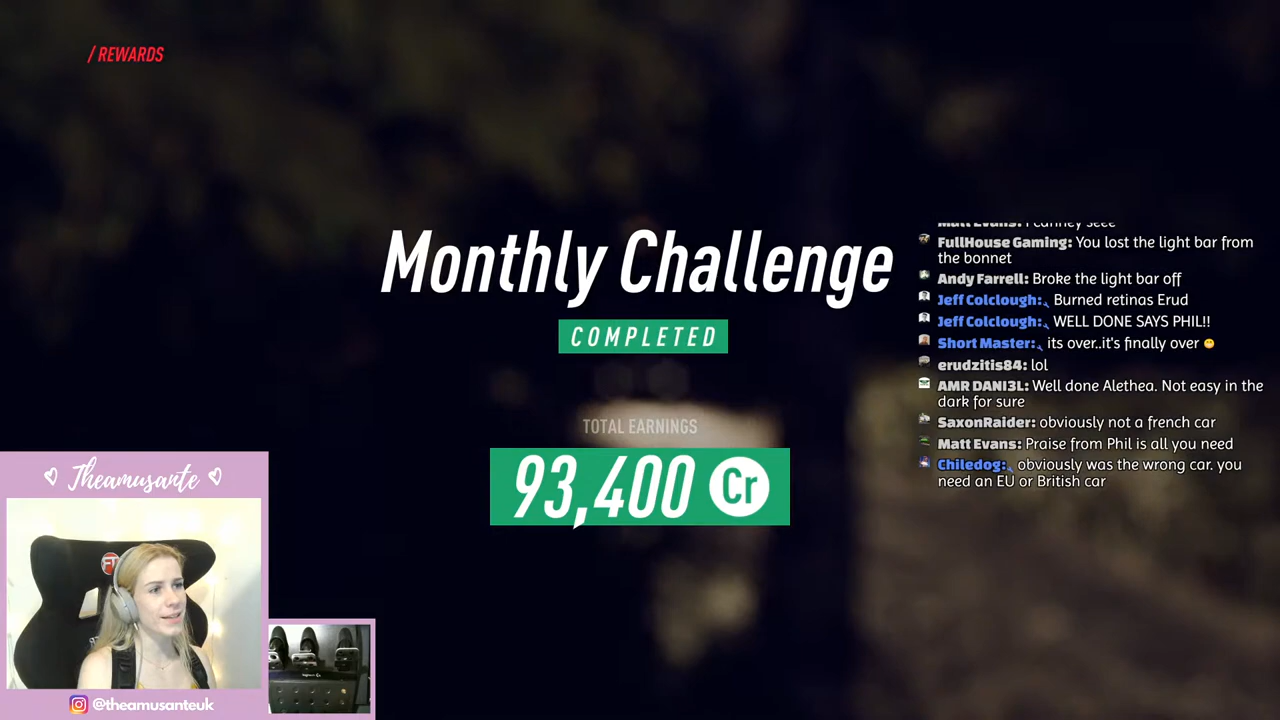 / REWARDS
Monthly Challenge
COMPLETED
TOTAL EARNINGS
93,400 Cr
Matt Evans: I canney seee
FullHouse Gaming: You lost the light bar from
the bonnet
Andy Farrell: Broke the light bar off
Jeff Colclough: Burned retinas Erud
Jeff Colclough: WELL DONE SAYS PHIL!!
Short Master: its over..it's finally over 😬
erudzitis84: lol
AMR DANI3L: Well done Alethea. Not easy in the
dark for sure
SaxonRaider: obviously not a french car
Matt Evans: Praise from Phil is all you need
Chiledog: obviously was the wrong car. you
need an EU or British car
Theamusante
@theamusanteuk